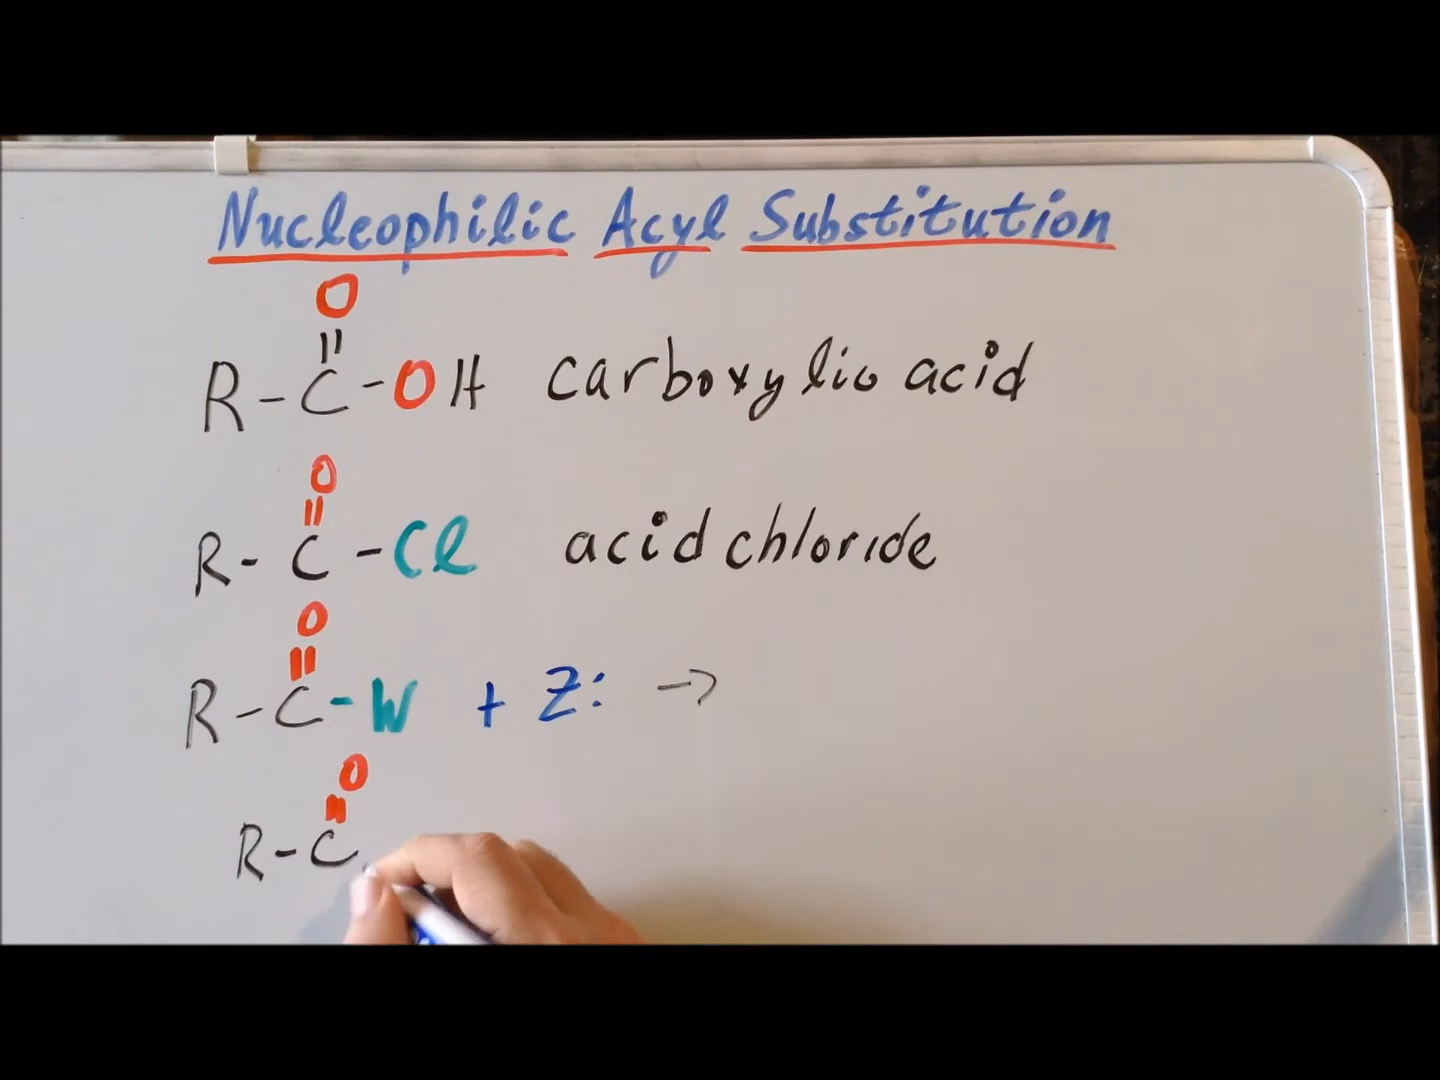 Nucleophilic Acyl Substitution
O
||
R-C-OH carboxylic acid
O
||
R-C-Cl acid chloride
O
||
R-C-W + Z: →
O
||
R-C